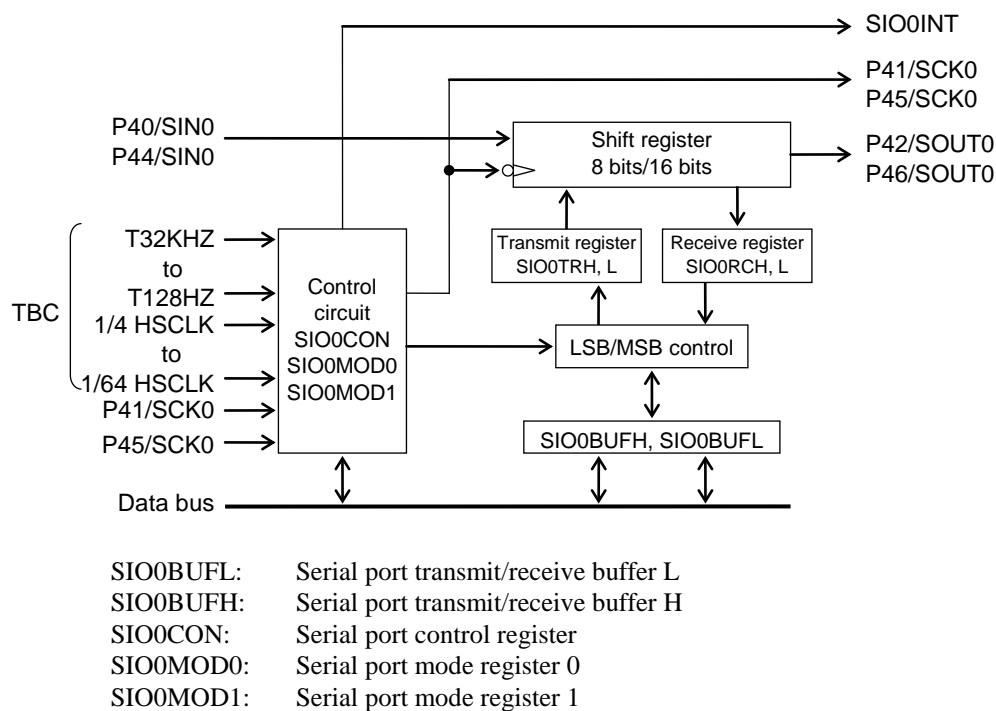 SIO0INT
P41/SCK0
P45/SCK0
P40/SIN0
P44/SIN0
Shift register
8 bits/16 bits
P42/SOUT0
P46/SOUT0
TBC
T32KHZ
to
T128HZ
1/4 HSCLK
to
1/64 HSCLK
P41/SCK0
P45/SCK0
Control
circuit
SIO0CON
SIO0MOD0
SIO0MOD1
Transmit register
SIO0TRH, L
Receive register
SIO0RCH, L
LSB/MSB control
SIO0BUFH, SIO0BUFL
Data bus
SIO0BUFL: Serial port transmit/receive buffer L
SIO0BUFH: Serial port transmit/receive buffer H
SIO0CON: Serial port control register
SIO0MOD0: Serial port mode register 0
SIO0MOD1: Serial port mode register 1